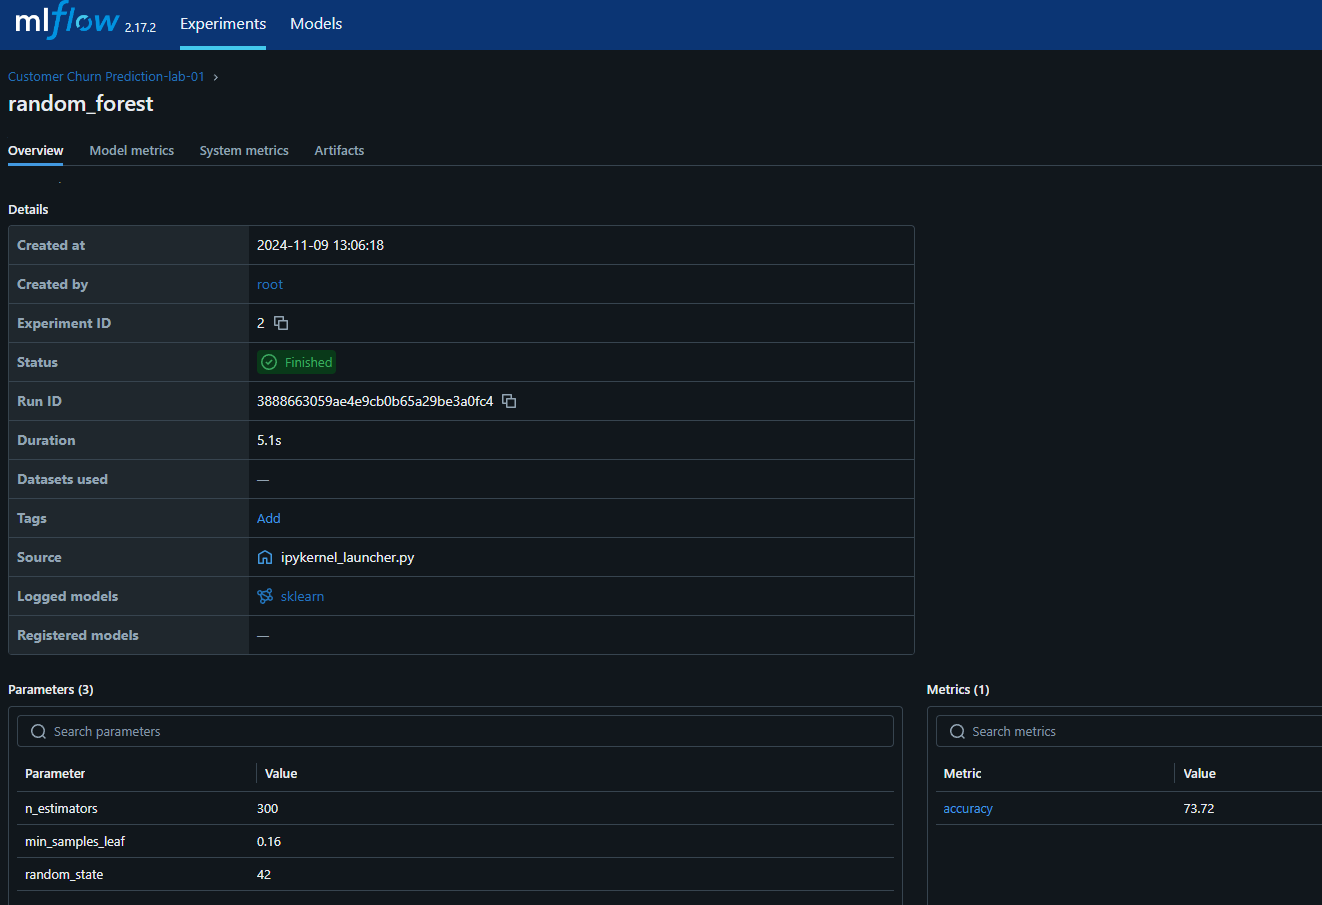 mlflow 2.17.2 Experiments Models
Customer Churn Prediction-lab-01 ›
random_forest
Overview Model metrics System metrics Artifacts
Details
Created at 2024-11-09 13:06:18
Created by root
Experiment ID 2
Status Finished
Run ID 3888663059ae4e9cb0b65a29be3a0fc4
Duration 5.1s
Datasets used —
Tags Add
Source ipykernel_launcher.py
Logged models sklearn
Registered models —
Parameters (3)
Search parameters
Parameter Value
n_estimators 300
min_samples_leaf 0.16
random_state 42
Metrics (1)
Search metrics
Metric Value
accuracy 73.72